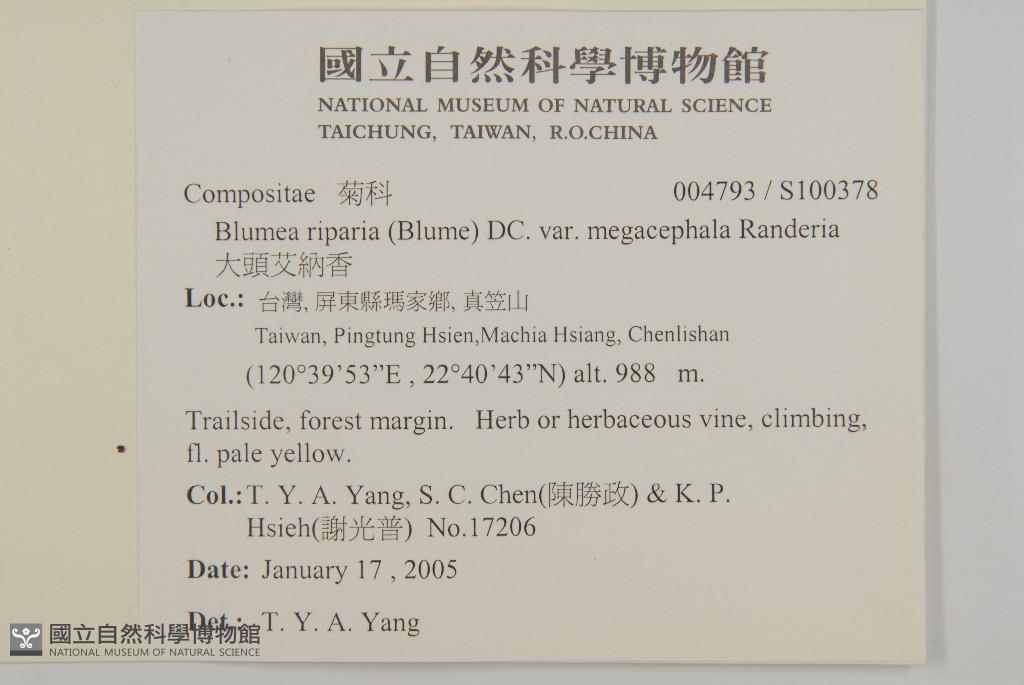 國立自然科學博物館
NATIONAL MUSEUM OF NATURAL SCIENCE
TAICHUNG, TAIWAN, R.O.CHINA
Compositae 菊科 004793 / S100378
Blumea riparia (Blume) DC. var. megacephala Randeria
大頭艾納香
Loc.: 台灣, 屏東縣瑪家鄉, 真笠山
Taiwan, Pingtung Hsien,Machia Hsiang, Chenlishan
(120°39’53”E , 22°40’43”N) alt. 988 m.
Trailside, forest margin. Herb or herbaceous vine, climbing,
fl. pale yellow.
Col.: T. Y. A. Yang, S. C. Chen(陳勝政) & K. P.
Hsieh(謝光普) No.17206
Date: January 17 , 2005
Det.: T. Y. A. Yang
國立自然科學博物館
NATIONAL MUSEUM OF NATURAL SCIENCE